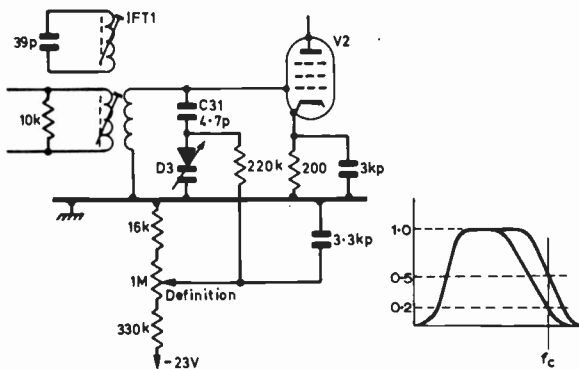 IFT1
39p
V2
10k
C31
4·7p
D3
220k
200
3kp
16k
3·3kp
1M
Definition
330k
-23V
1·0
0·5
0·2
fc